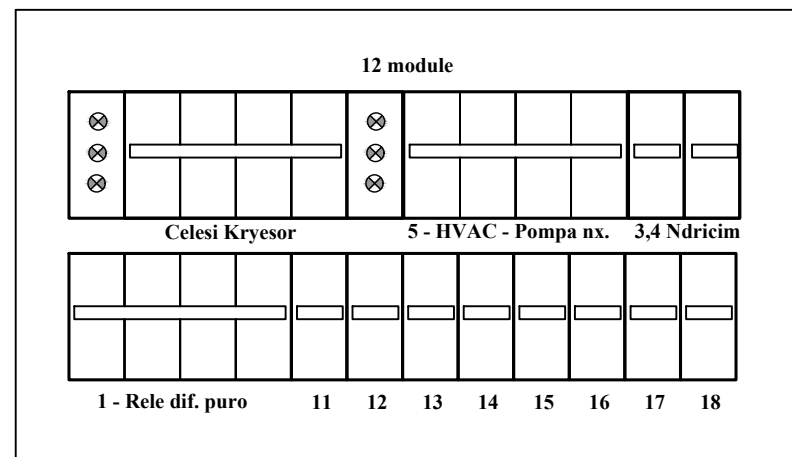 12 module
Celesi Kryesor 5 - HVAC - Pompa nx. 3,4 Ndricim
1 - Rele dif. puro 11 12 13 14 15 16 17 18